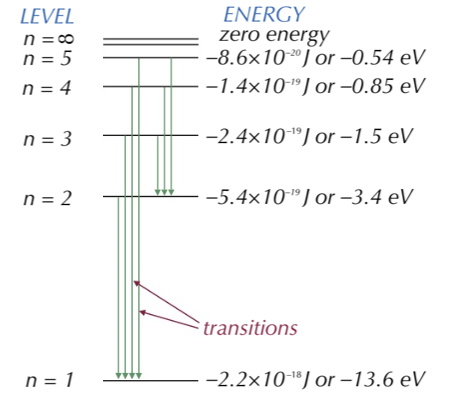 LEVEL ENERGY
n = ∞ zero energy
n = 5 −8.6×10⁻²⁰ J or −0.54 eV
n = 4 −1.4×10⁻¹⁹ J or −0.85 eV
n = 3 −2.4×10⁻¹⁹ J or −1.5 eV
n = 2 −5.4×10⁻¹⁹ J or −3.4 eV
transitions
n = 1 −2.2×10⁻¹⁸ J or −13.6 eV